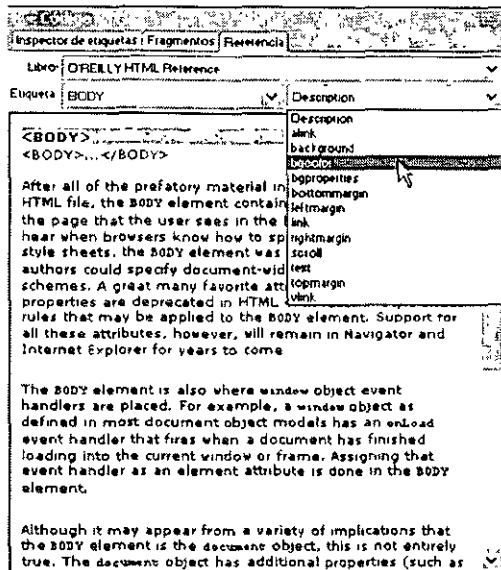 Inspector de etiquetas Fragmentos Referencia
Libro: O'REILLY HTML Reference
Etiqueta: BODY Description
Description
alink
background
bgcolor
bgproperties
bottommargin
leftmargin
link
rightmargin
scroll
text
topmargin
vlink
<BODY>
<BODY>...</BODY>
After all of the prefatory material in
HTML file, the BODY element contain
the page that the user sees in the
hear when browsers know how to sp
style sheets. the BODY element was
authors could specify document-wid
schemes. A great many favorite att
properties are deprecated in HTML
rules that may be applied to the BODY element. Support for
all these attributes, however, will remain in Navigator and
Internet Explorer for years to come
The BODY element is also where window object event
handlers are placed. For example, a window object as
defined in most document object models has an onLoad
event handler that fires when a document has finished
loading into the current window or frame. Assigning that
event handler as an element attribute is done in the BODY
element.
Although it may appear from a variety of implications that
the BODY element is the document object, this is not entirely
true. The document object has additional properties (such as